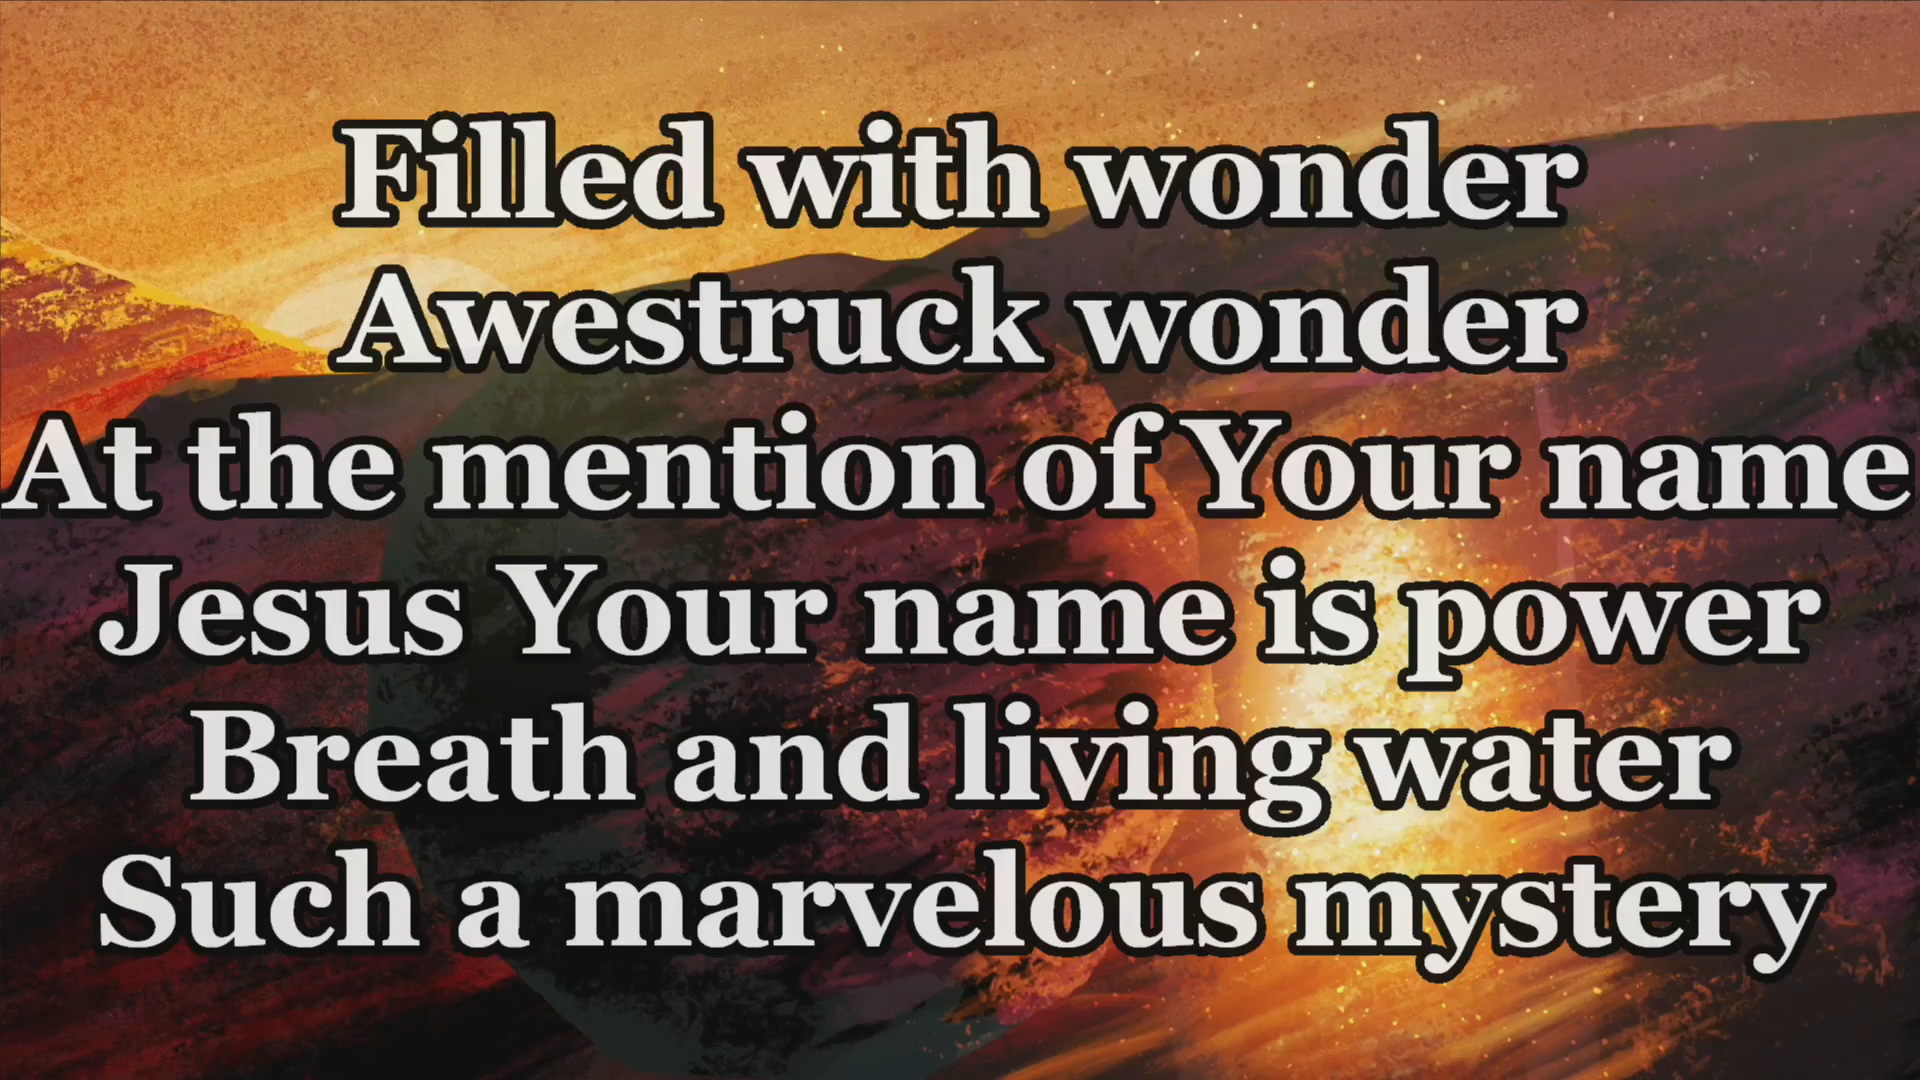 Filled with wonder
Awestruck wonder
At the mention of Your name
Jesus Your name is power
Breath and living water
Such a marvelous mystery